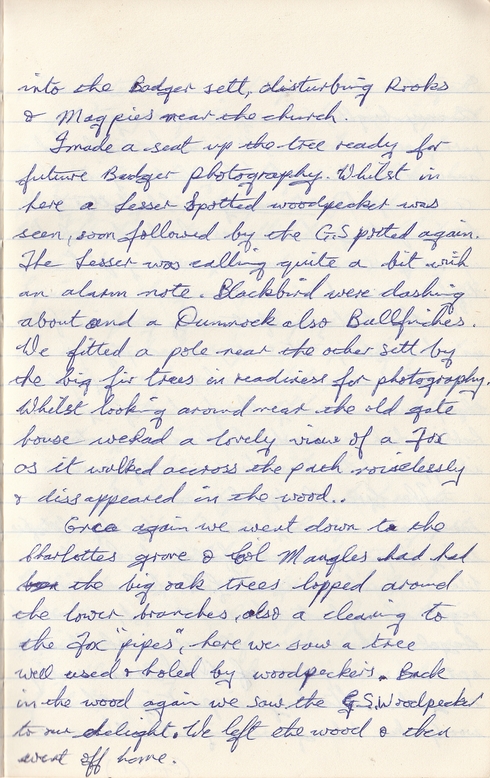 into the Badger sett, disturbing Rooks
& Magpies near the church.
I made a seat up the tree ready for
future Badger photography. Whilst in
here a Lesser Spotted woodpecker was
seen, soon followed by the G.Spotted again.
The Lesser was calling quite a bit with
an alarm note. Blackbird were dashing
about and a Dunnock also Bullfinches.
We fitted a pole near the other sett by
the big fir trees in readiness for photography.
Whilst looking around near the old gate
house we had a lovely view of a Fox
as it walked accross the path noiselessly
& dissappeared in the wood..
Once again we went down to the
Charlottes grove & Col Mangles had had
the big oak trees lopped around
the lower branches, also a clearing to
the Fox "pipes", here we saw a tree
well used & holed by woodpeckers. Back
in the wood again we saw the G.S.Woodpecker
to our delight. We left the wood & then
went off home.